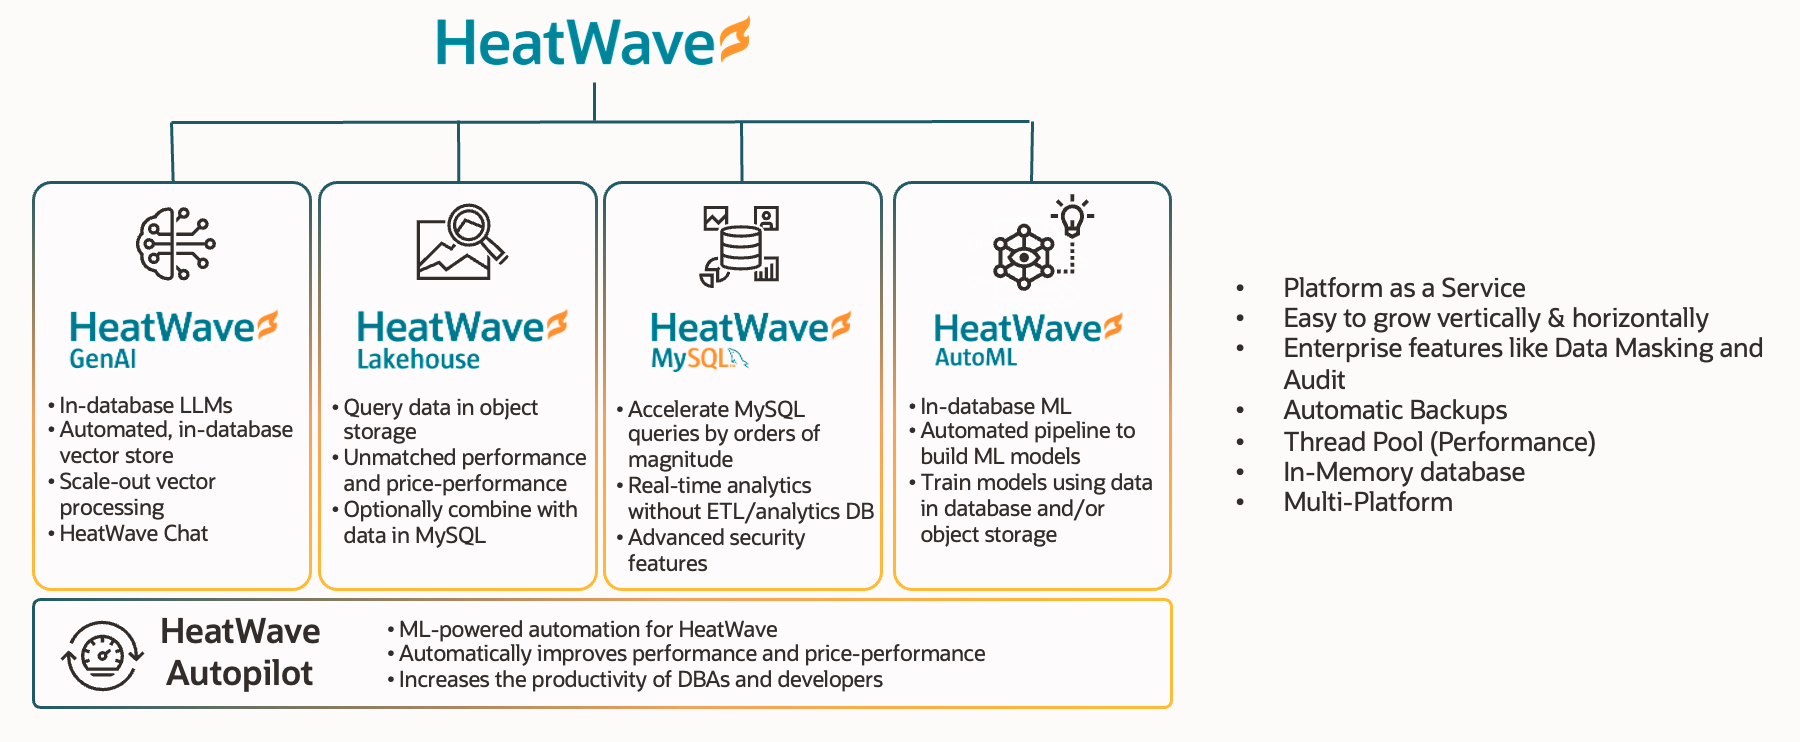 HeatWave
HeatWave
GenAI
• In-database LLMs
• Automated, in-database
vector store
• Scale-out vector
processing
• HeatWave Chat
HeatWave
Lakehouse
• Query data in object
storage
• Unmatched performance
and price-performance
• Optionally combine with
data in MySQL
HeatWave
MySQL
• Accelerate MySQL
queries by orders of
magnitude
• Real-time analytics
without ETL/analytics DB
• Advanced security
features
HeatWave
AutoML
• In-database ML
• Automated pipeline to
build ML models
• Train models using data
in database and/or
object storage
HeatWave
Autopilot
• ML-powered automation for HeatWave
• Automatically improves performance and price-performance
• Increases the productivity of DBAs and developers
• Platform as a Service
• Easy to grow vertically & horizontally
• Enterprise features like Data Masking and
Audit
• Automatic Backups
• Thread Pool (Performance)
• In-Memory database
• Multi-Platform